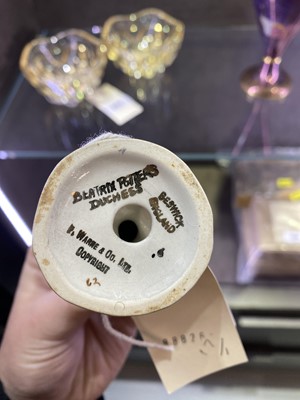 BEATRIX POTTER'S
DUCHESS
BESWICK
ENGLAND
F. WARNE & Co. LTD.
COPYRIGHT